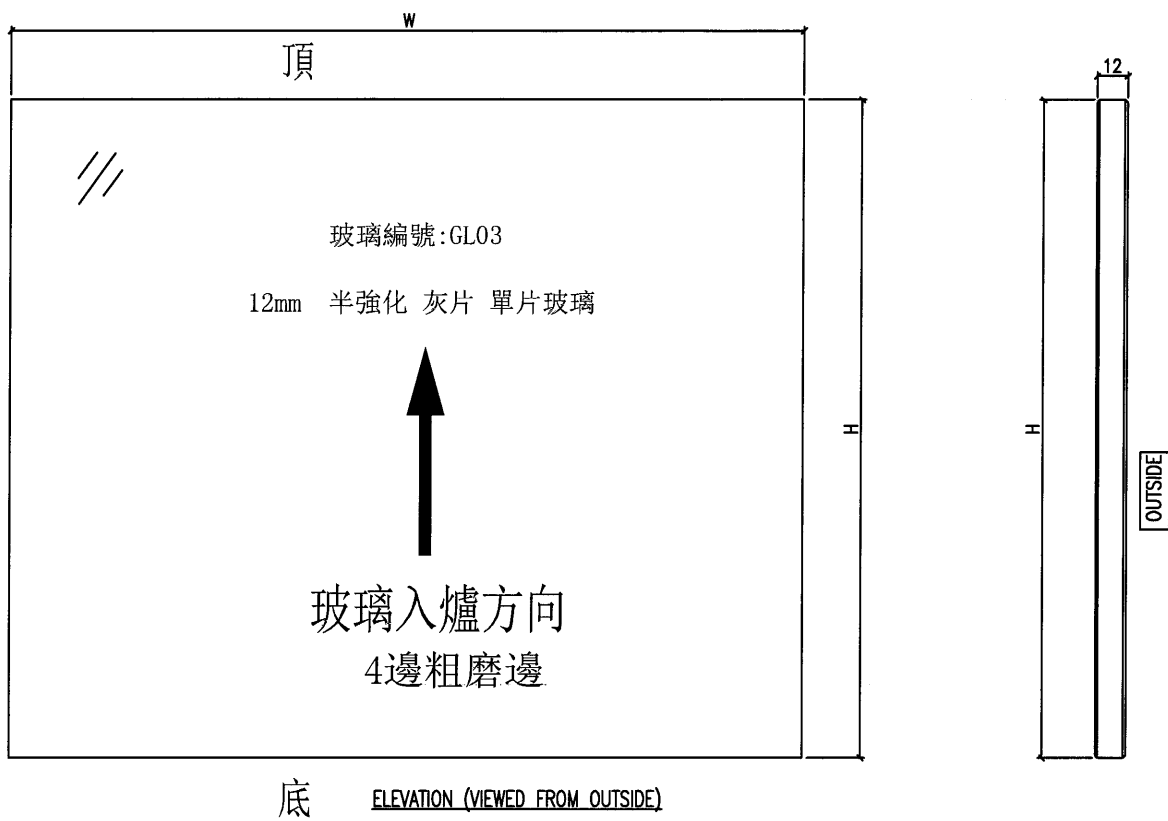 W
頂
12
玻璃編號:GL03
12mm 半強化 灰片 單片玻璃
H
H
OUTSIDE
玻璃入爐方向
4邊粗磨邊
底
ELEVATION (VIEWED FROM OUTSIDE)